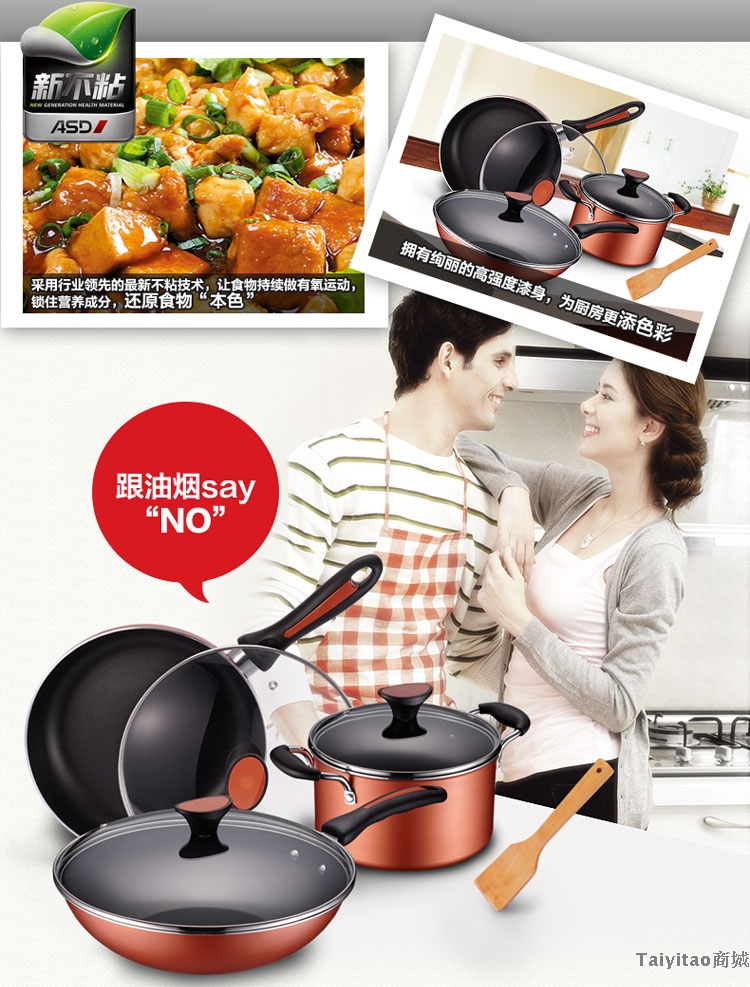 新不粘
NEW GENERATION HEALTH MATERIAL
ASD
采用行业领先的最新不粘技术，让食物持续做有氧运动，
锁住营养成分，还原食物“本色”
拥有绚丽的高强度漆身，为厨房更添色彩
跟油烟say
“NO”
Taiyitao商城